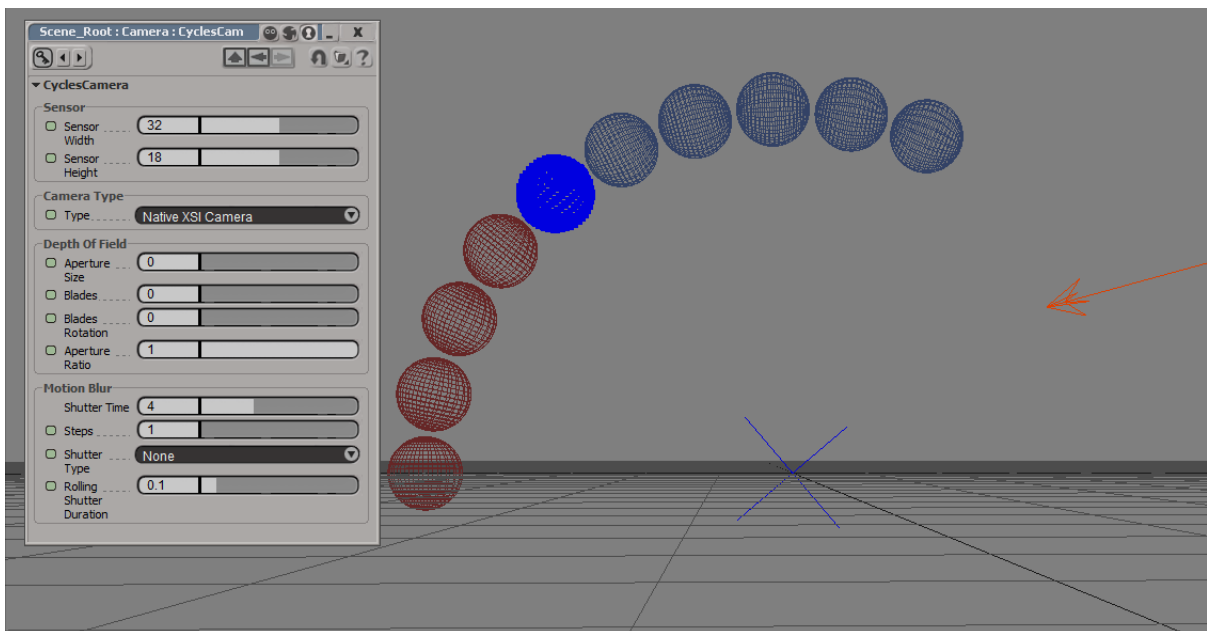 Scene_Root : Camera : CyclesCam
CyclesCamera
Sensor
Sensor Width 32
Sensor Height 18
Camera Type
Type Native XSI Camera
Depth Of Field
Aperture Size 0
Blades 0
Blades Rotation 0
Aperture Ratio 1
Motion Blur
Shutter Time 4
Steps 1
Shutter Type None
Rolling Shutter Duration 0.1